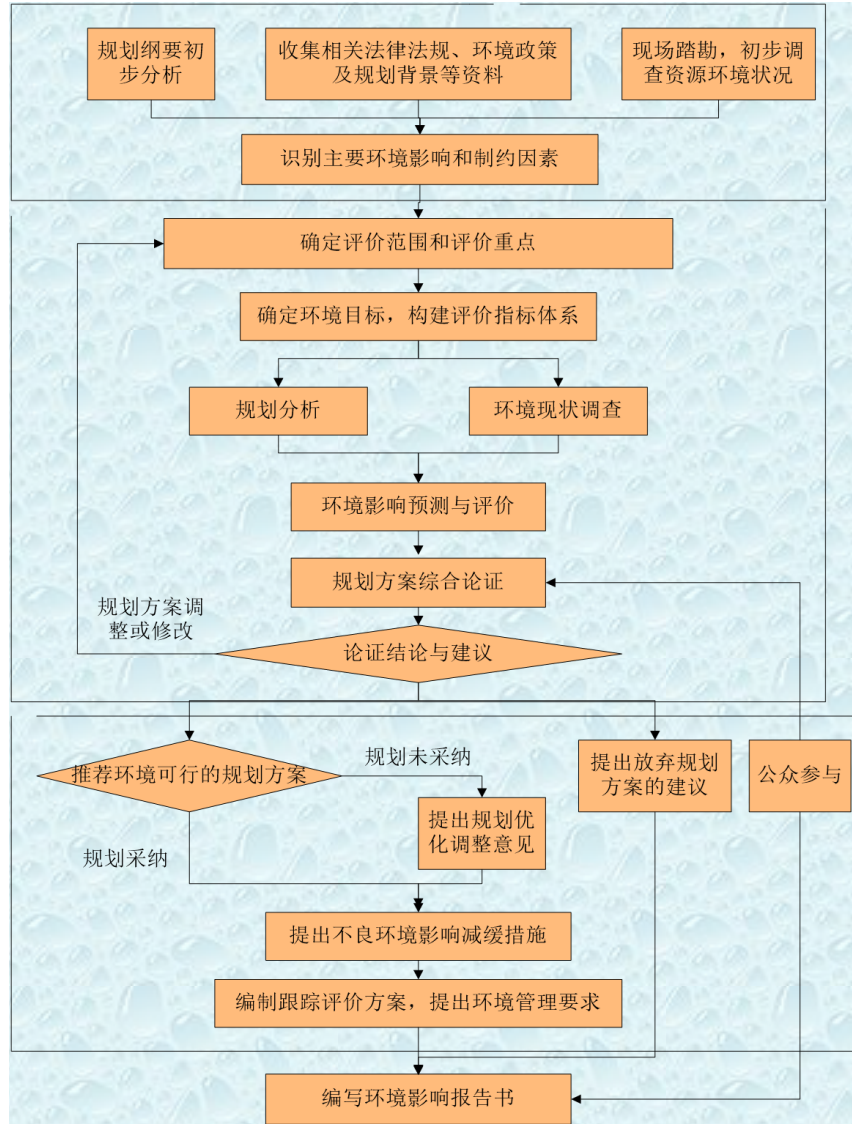 规划纲要初
步分析
收集相关法律法规、环境政策
及规划背景等资料
现场踏勘，初步调
查资源环境状况
识别主要环境影响和制约因素
确定评价范围和评价重点
确定环境目标，构建评价指标体系
规划分析
环境现状调查
环境影响预测与评价
规划方案综合论证
规划方案调
整或修改
论证结论与建议
推荐环境可行的规划方案
规划未采纳
提出放弃规划
方案的建议
公众参与
提出规划优
化调整意见
规划采纳
提出不良环境影响减缓措施
编制跟踪评价方案，提出环境管理要求
编写环境影响报告书